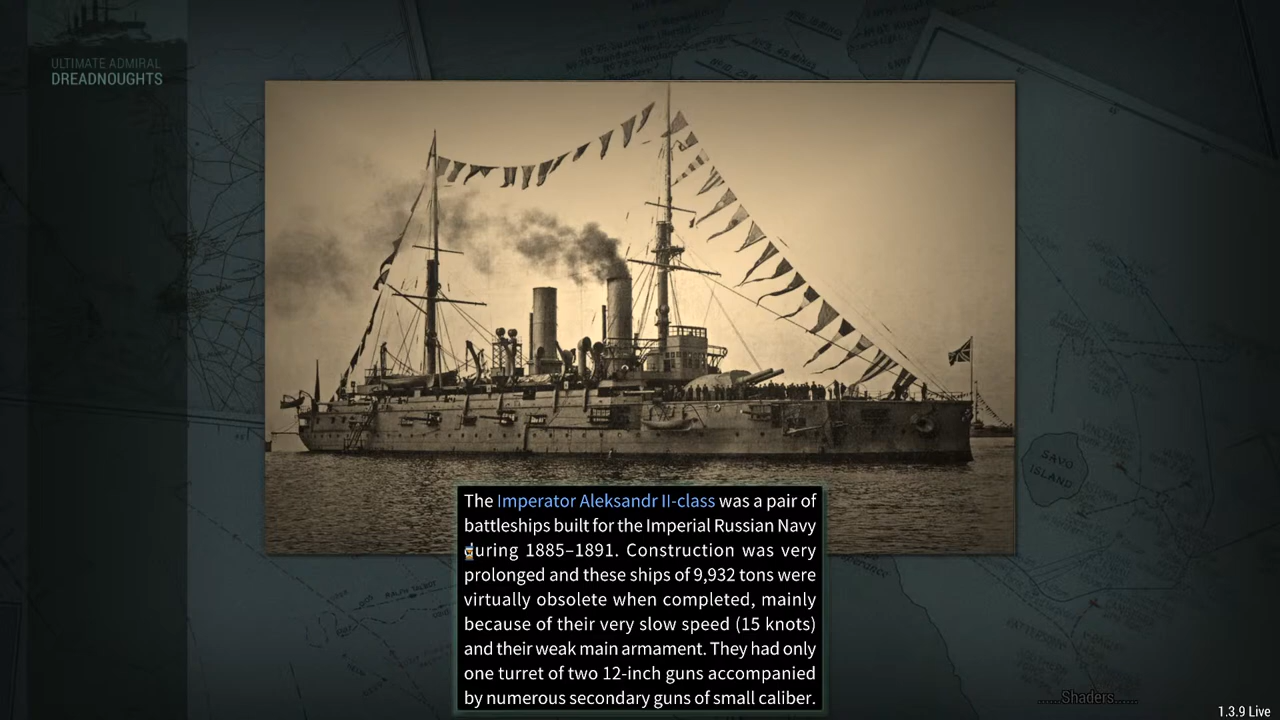 ULTIMATE ADMIRAL
DREADNOUGHTS
SAVO
ISLAND
The Imperator Aleksandr II-class was a pair of
battleships built for the Imperial Russian Navy
during 1885–1891. Construction was very
prolonged and these ships of 9,932 tons were
virtually obsolete when completed, mainly
because of their very slow speed (15 knots)
and their weak main armament. They had only
one turret of two 12-inch guns accompanied
by numerous secondary guns of small caliber.
......Shaders......
1.3.9 Live